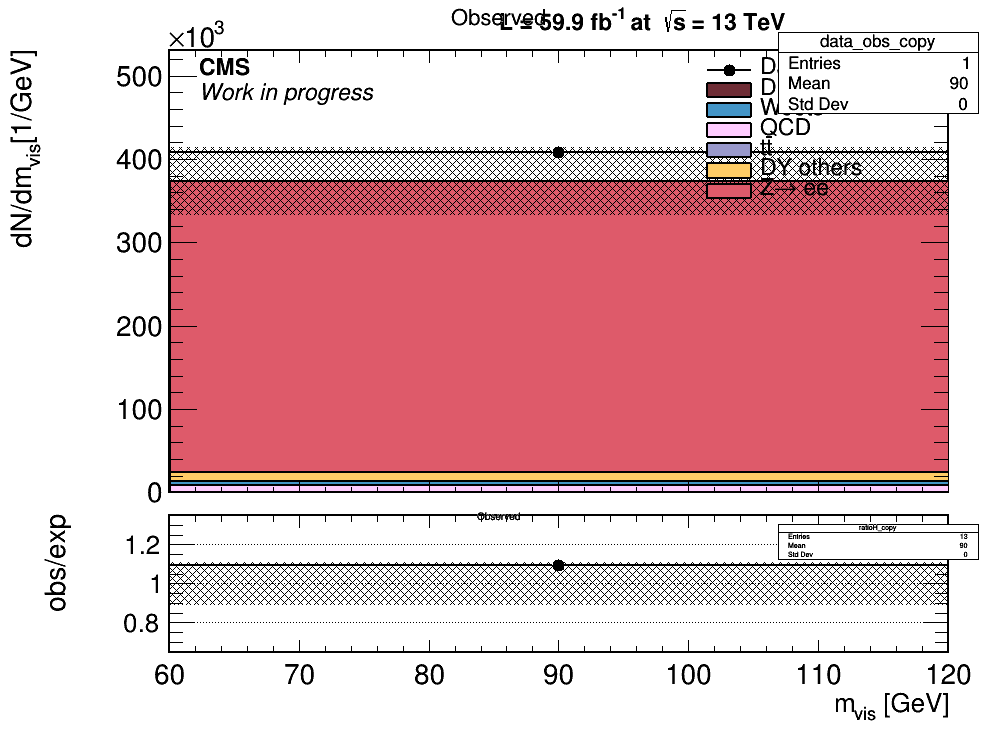 Observed
L = 59.9 fb⁻¹ at √s = 13 TeV
×10³
data_obs_copy
Entries 1
Mean 90
Std Dev 0
CMS
Work in progress
dN/dm_vis[1/GeV]
500
400
300
200
100
0
QCD
tt̄
DY others
Z→ ee
Observed
ratioH_copy
Entries 13
Mean 90
Std Dev 0
obs/exp
1.2
1
0.8
60 70 80 90 100 110 120
m_vis [GeV]